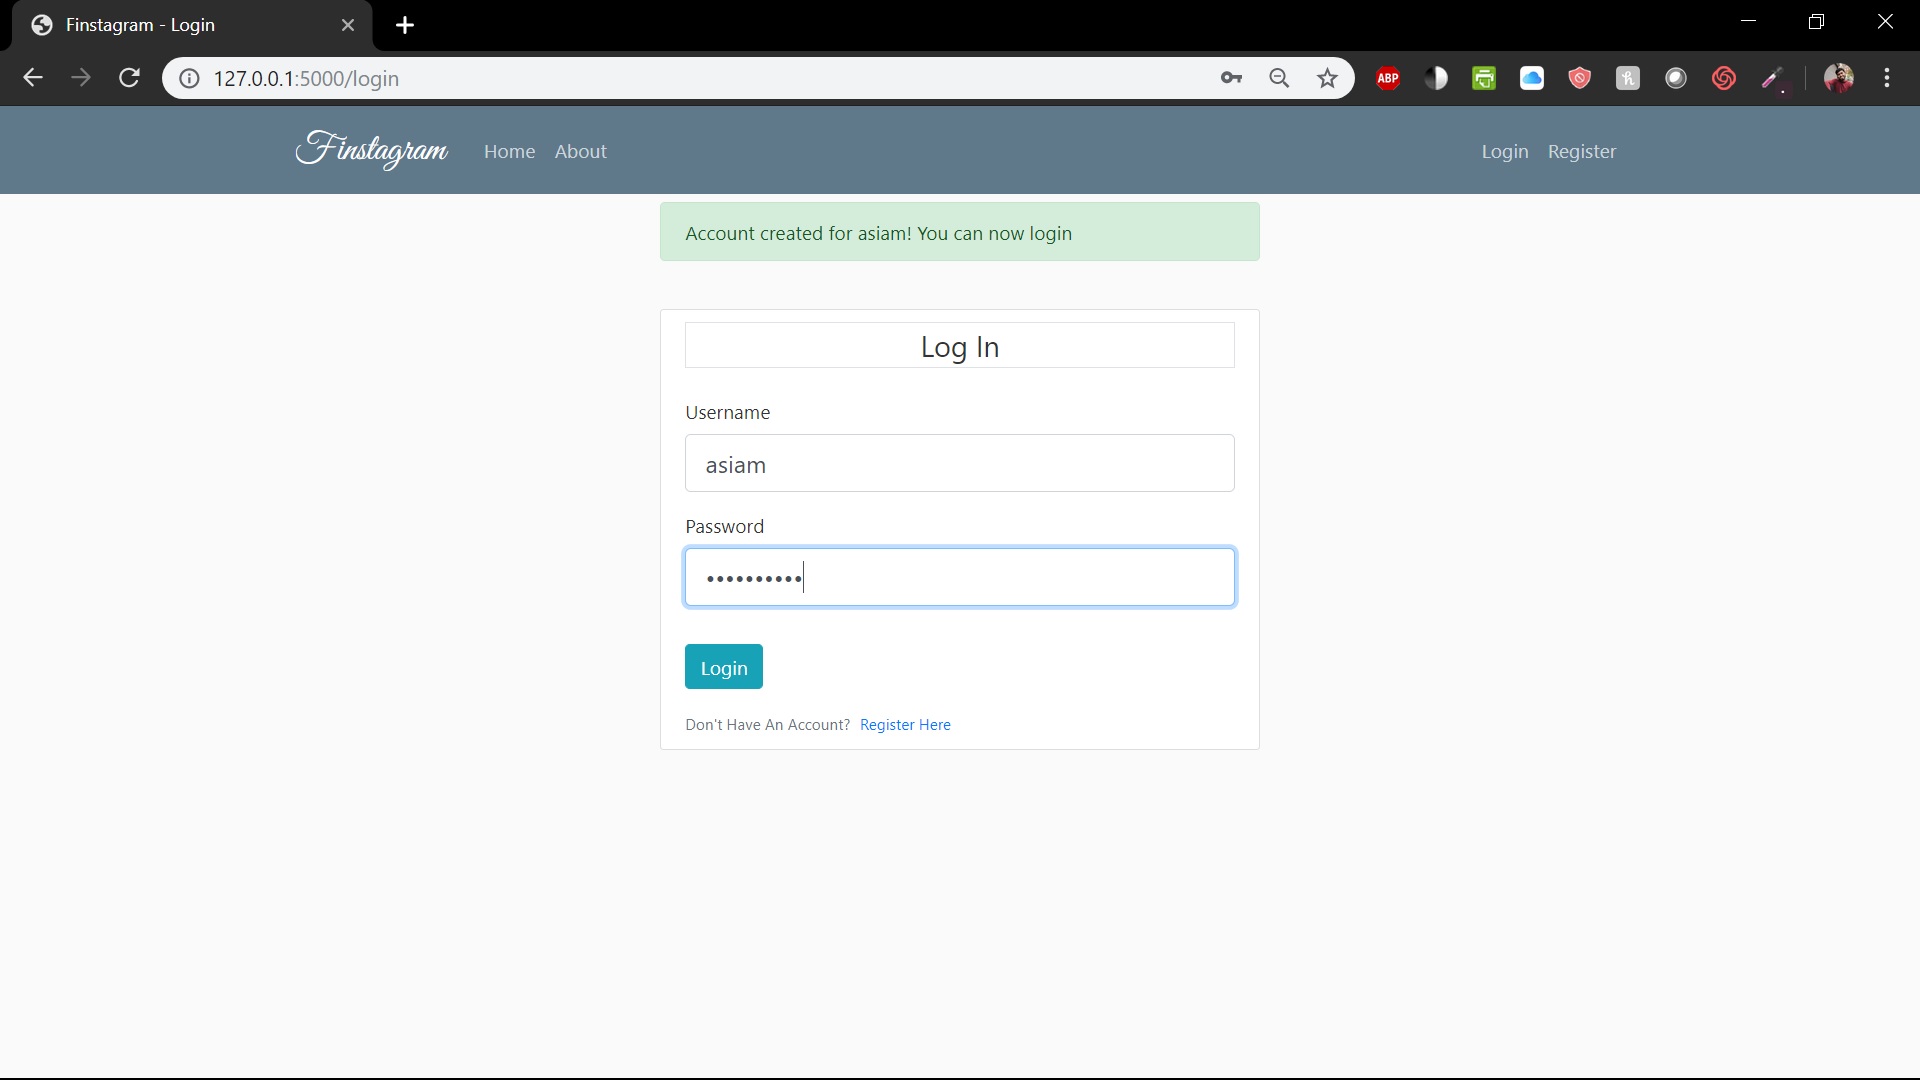 Finstagram - Login
127.0.0.1:5000/login
ABP
Finstagram Home About Login Register
Account created for asiam! You can now login
Log In
Username
asiam
Password
••••••••••
Login
Don't Have An Account? Register Here